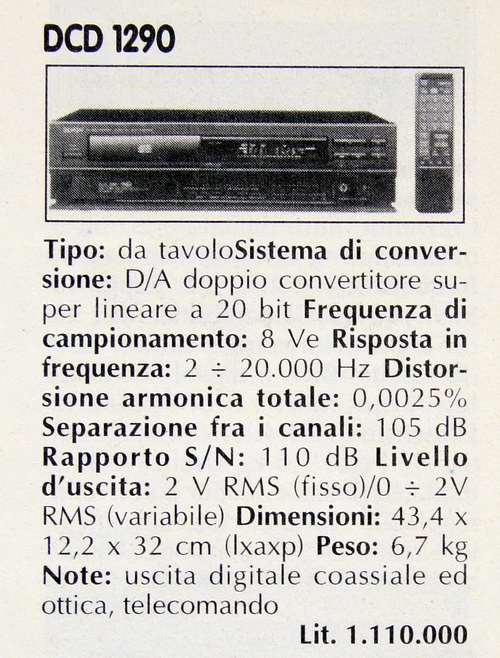 DCD 1290
Tipo: da tavoloSistema di conver-
sione: D/A doppio convertitore su-
per lineare a 20 bit Frequenza di
campionamento: 8 Ve Risposta in
frequenza: 2 ÷ 20.000 Hz Distor-
sione armonica totale: 0,0025%
Separazione fra i canali: 105 dB
Rapporto S/N: 110 dB Livello
d'uscita: 2 V RMS (fisso)/0 ÷ 2V
RMS (variabile) Dimensioni: 43,4 x
12,2 x 32 cm (lxaxp) Peso: 6,7 kg
Note: uscita digitale coassiale ed
ottica, telecomando
Lit. 1.110.000